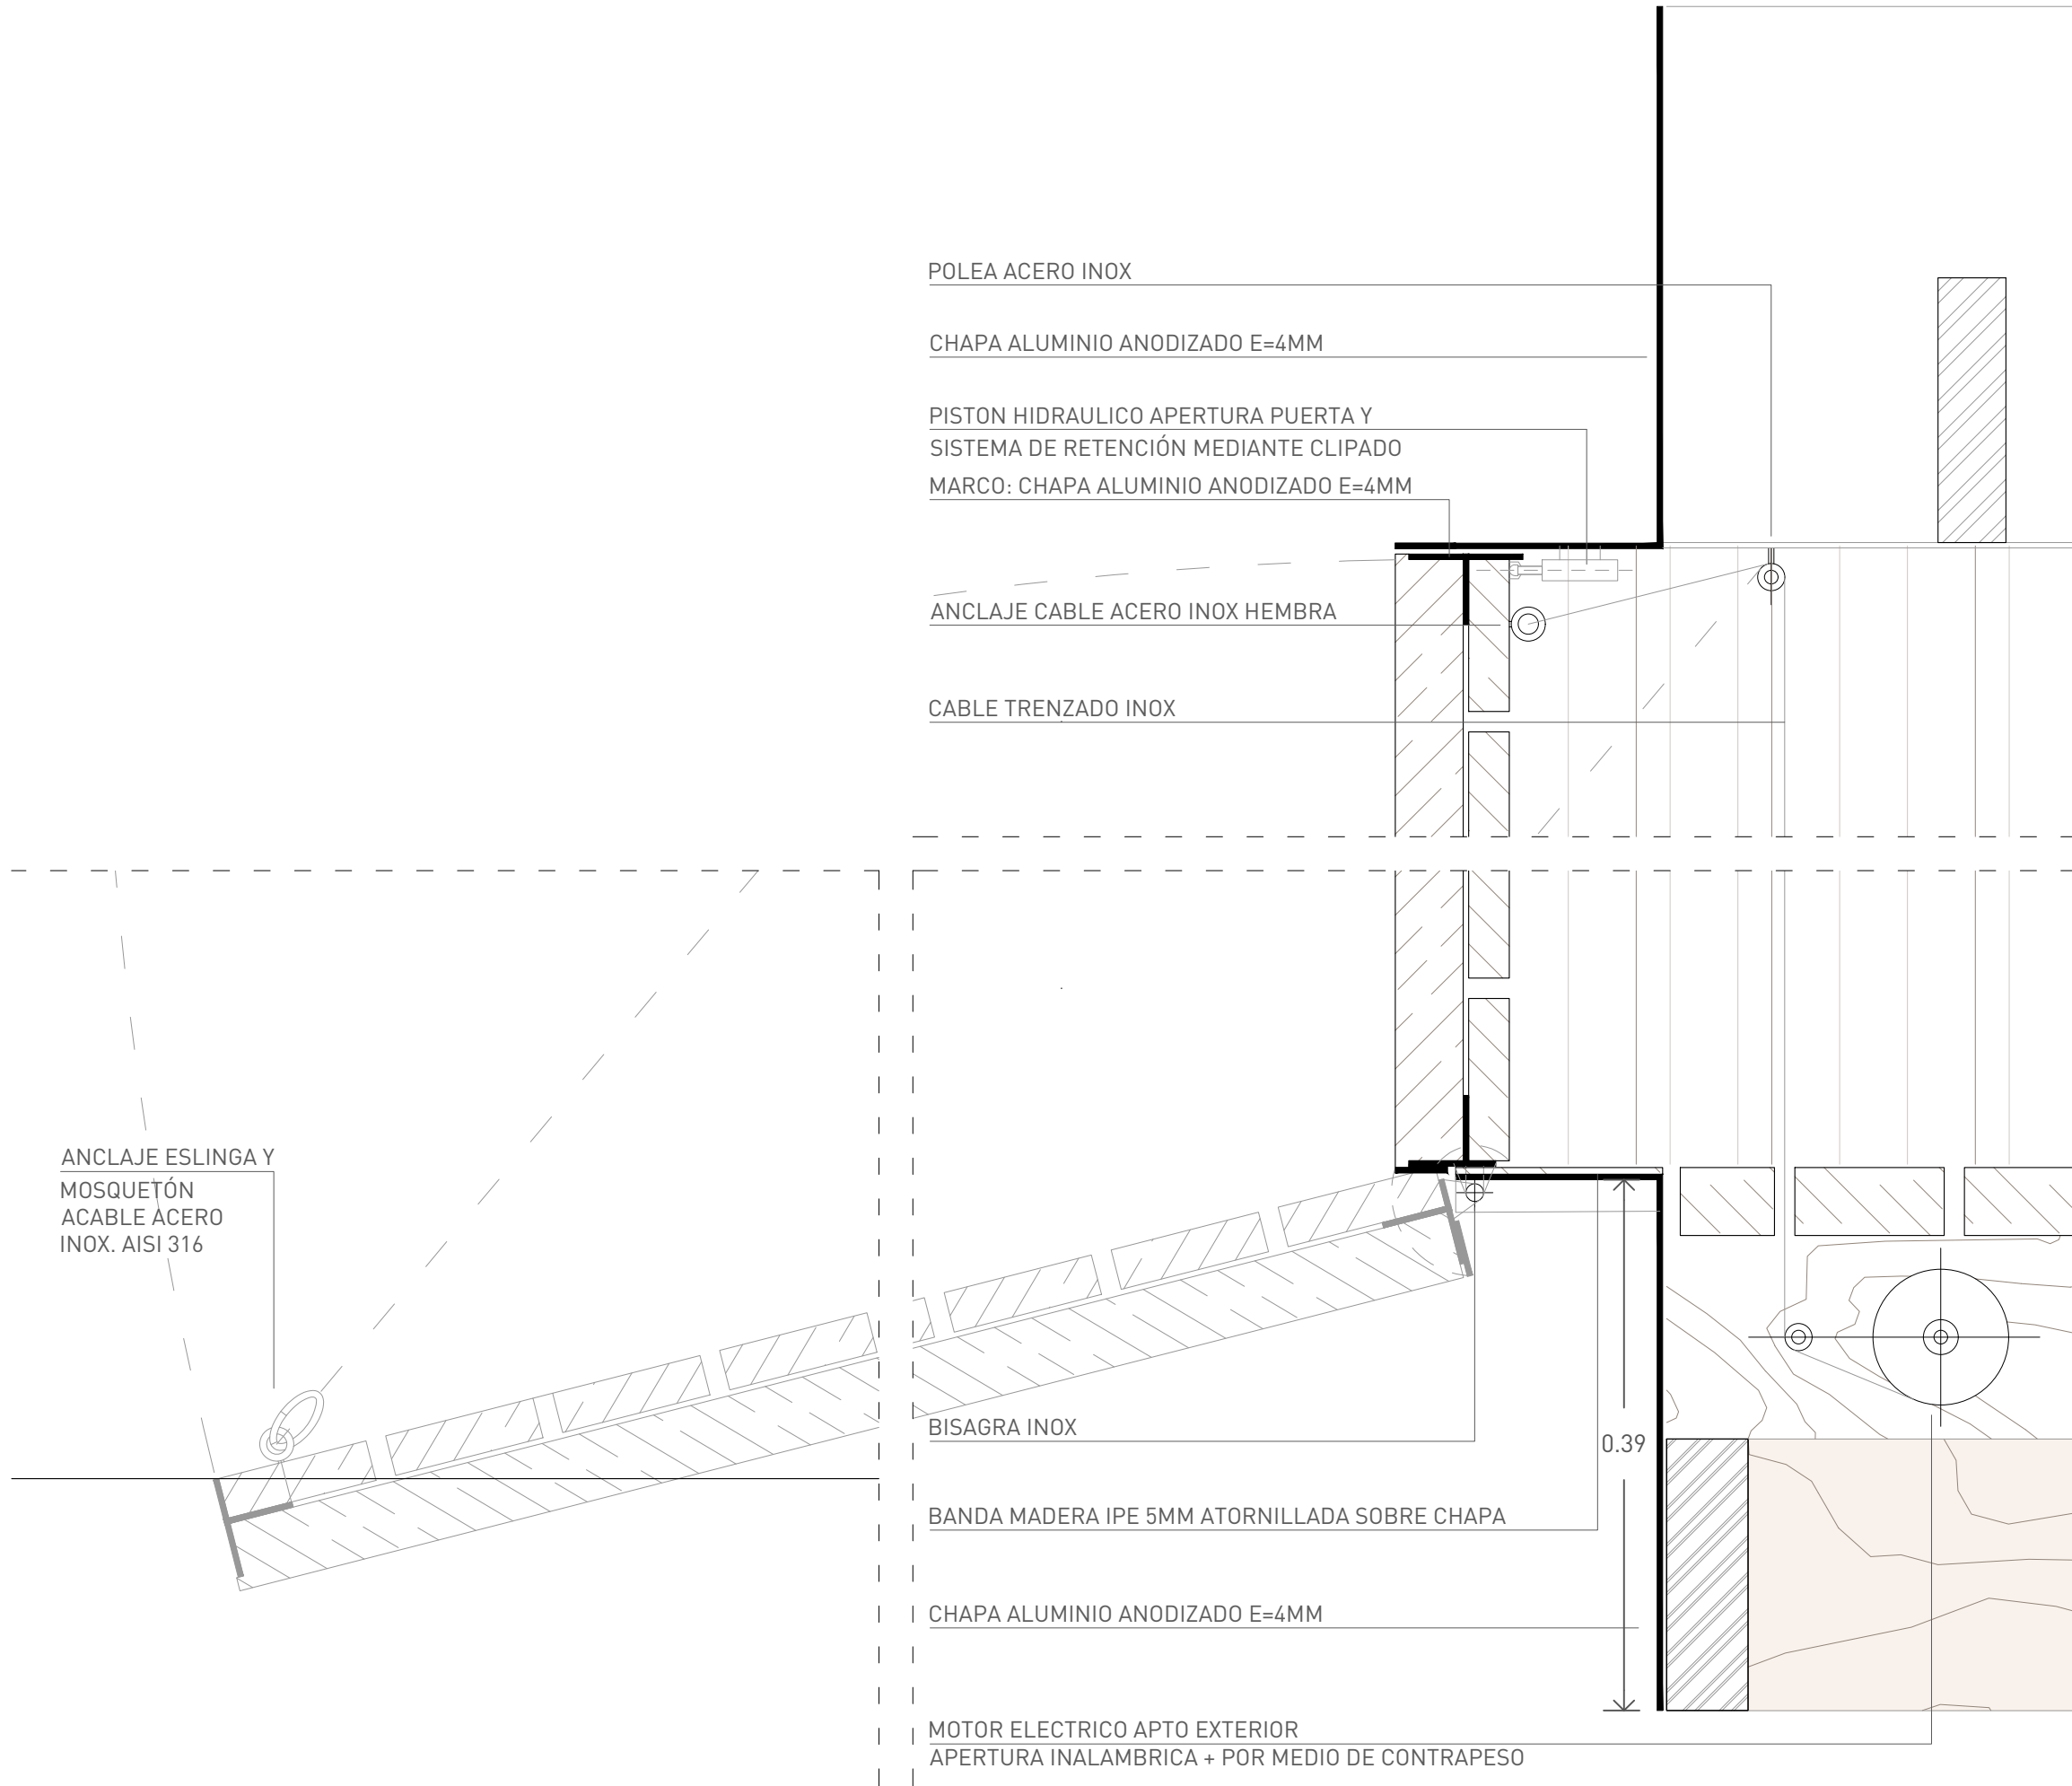 POLEA ACERO INOX
CHAPA ALUMINIO ANODIZADO E=4MM
PISTON HIDRAULICO APERTURA PUERTA Y
SISTEMA DE RETENCIÓN MEDIANTE CLIPADO
MARCO: CHAPA ALUMINIO ANODIZADO E=4MM
ANCLAJE CABLE ACERO INOX HEMBRA
CABLE TRENZADO INOX
ANCLAJE ESLINGA Y
MOSQUETÓN
ACABLE ACERO
INOX. AISI 316
BISAGRA INOX
0.39
BANDA MADERA IPE 5MM ATORNILLADA SOBRE CHAPA
CHAPA ALUMINIO ANODIZADO E=4MM
MOTOR ELECTRICO APTO EXTERIOR
APERTURA INALAMBRICA + POR MEDIO DE CONTRAPESO